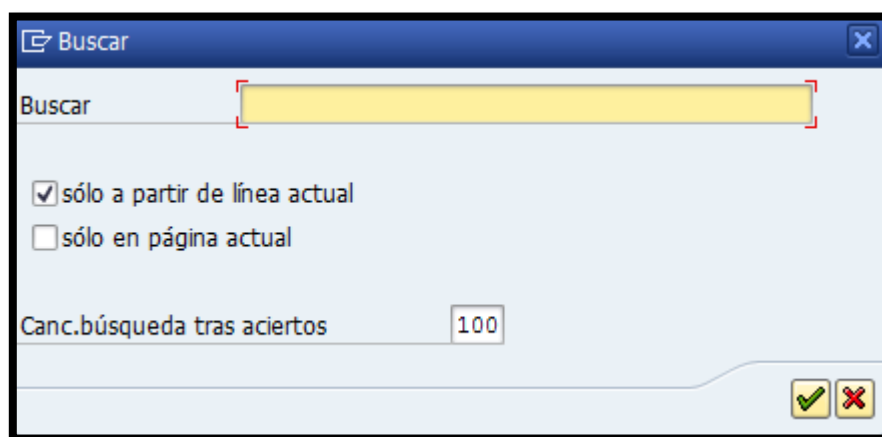 Buscar
Buscar
sólo a partir de línea actual
sólo en página actual
Canc.búsqueda tras aciertos 100